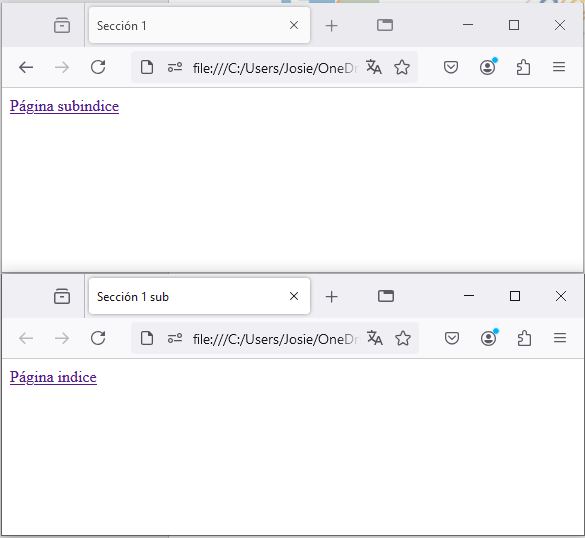 Sección 1
file:///C:/Users/Josie/OneDr
Página subindice
Sección 1 sub
file:///C:/Users/Josie/OneDr
Página indice